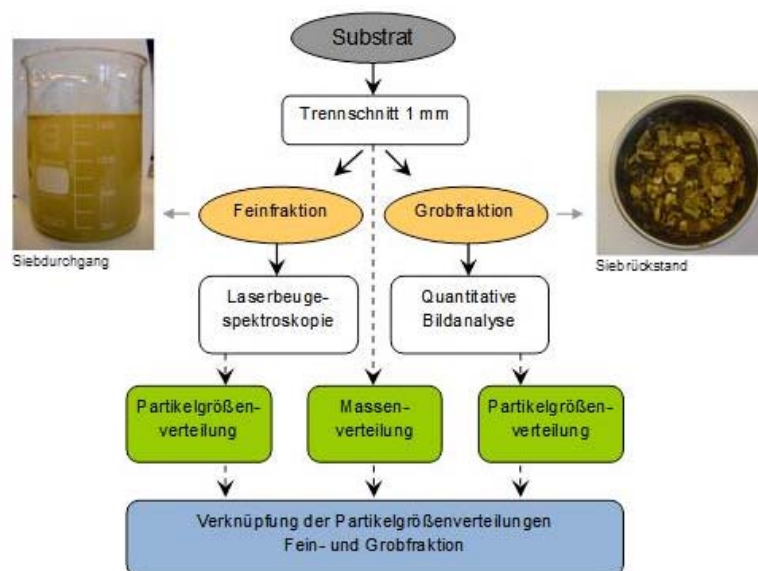 Substrat
Trennschnitt 1 mm
Feinfraktion
Grobfraktion
Siebdurchgang
Siebrückstand
Laserbeuge-
spektroskopie
Quantitative
Bildanalyse
Partikelgrößen-
verteilung
Massen-
verteilung
Partikelgrößen-
verteilung
Verknüpfung der Partikelgrößenverteilungen
Fein- und Grobfraktion